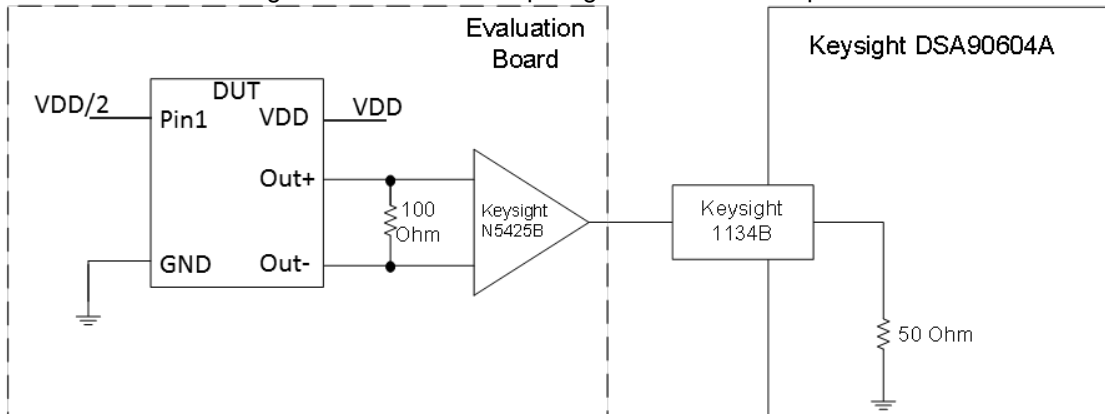 Evaluation
Board
Keysight DSA90604A
DUT
VDD/2
Pin1
VDD
VDD
Out+
100
Ohm
Keysight
N5425B
Keysight
1134B
GND
Out-
50 Ohm